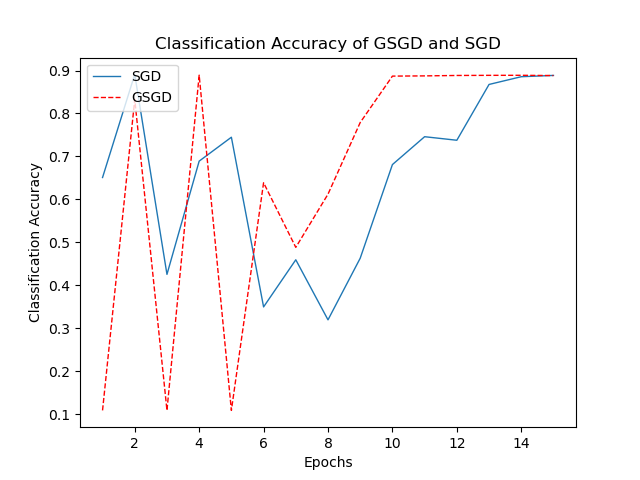 Classification Accuracy of GSGD and SGD
SGD
GSGD
Classification Accuracy
0.9
0.8
0.7
0.6
0.5
0.4
0.3
0.2
0.1
2 4 6 8 10 12 14
Epochs